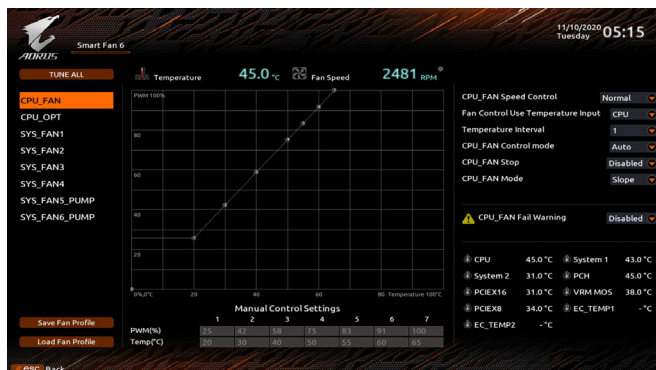 11/10/2020
Tuesday 05:15
Smart Fan 6
AORUS
TUNE ALL
Temperature 45.0 °C Fan Speed 2481 RPM
CPU_FAN
CPU_OPT
SYS_FAN1
SYS_FAN2
SYS_FAN3
SYS_FAN4
SYS_FAN5_PUMP
SYS_FAN6_PUMP
PWM 100%
80
60
40
20
0%,0°C 20 40 60 80 Temperature 100°C
CPU_FAN Speed Control Normal
Fan Control Use Temperature Input CPU
Temperature Interval 1
CPU_FAN Control mode Auto
CPU_FAN Stop Disabled
CPU_FAN Mode Slope
CPU_FAN Fail Warning Disabled
CPU 45.0 °C System 1 43.0 °C
System 2 31.0 °C PCH 45.0 °C
PCIEX16 31.0 °C VRM MOS 38.0 °C
PCIEX8 34.0 °C EC_TEMP1 - °C
EC_TEMP2 - °C
Manual Control Settings
1 2 3 4 5 6 7
PWM(%) 25 42 58 75 83 91 100
Temp(°C) 20 30 40 50 55 60 65
Save Fan Profile
Load Fan Profile
esc Back